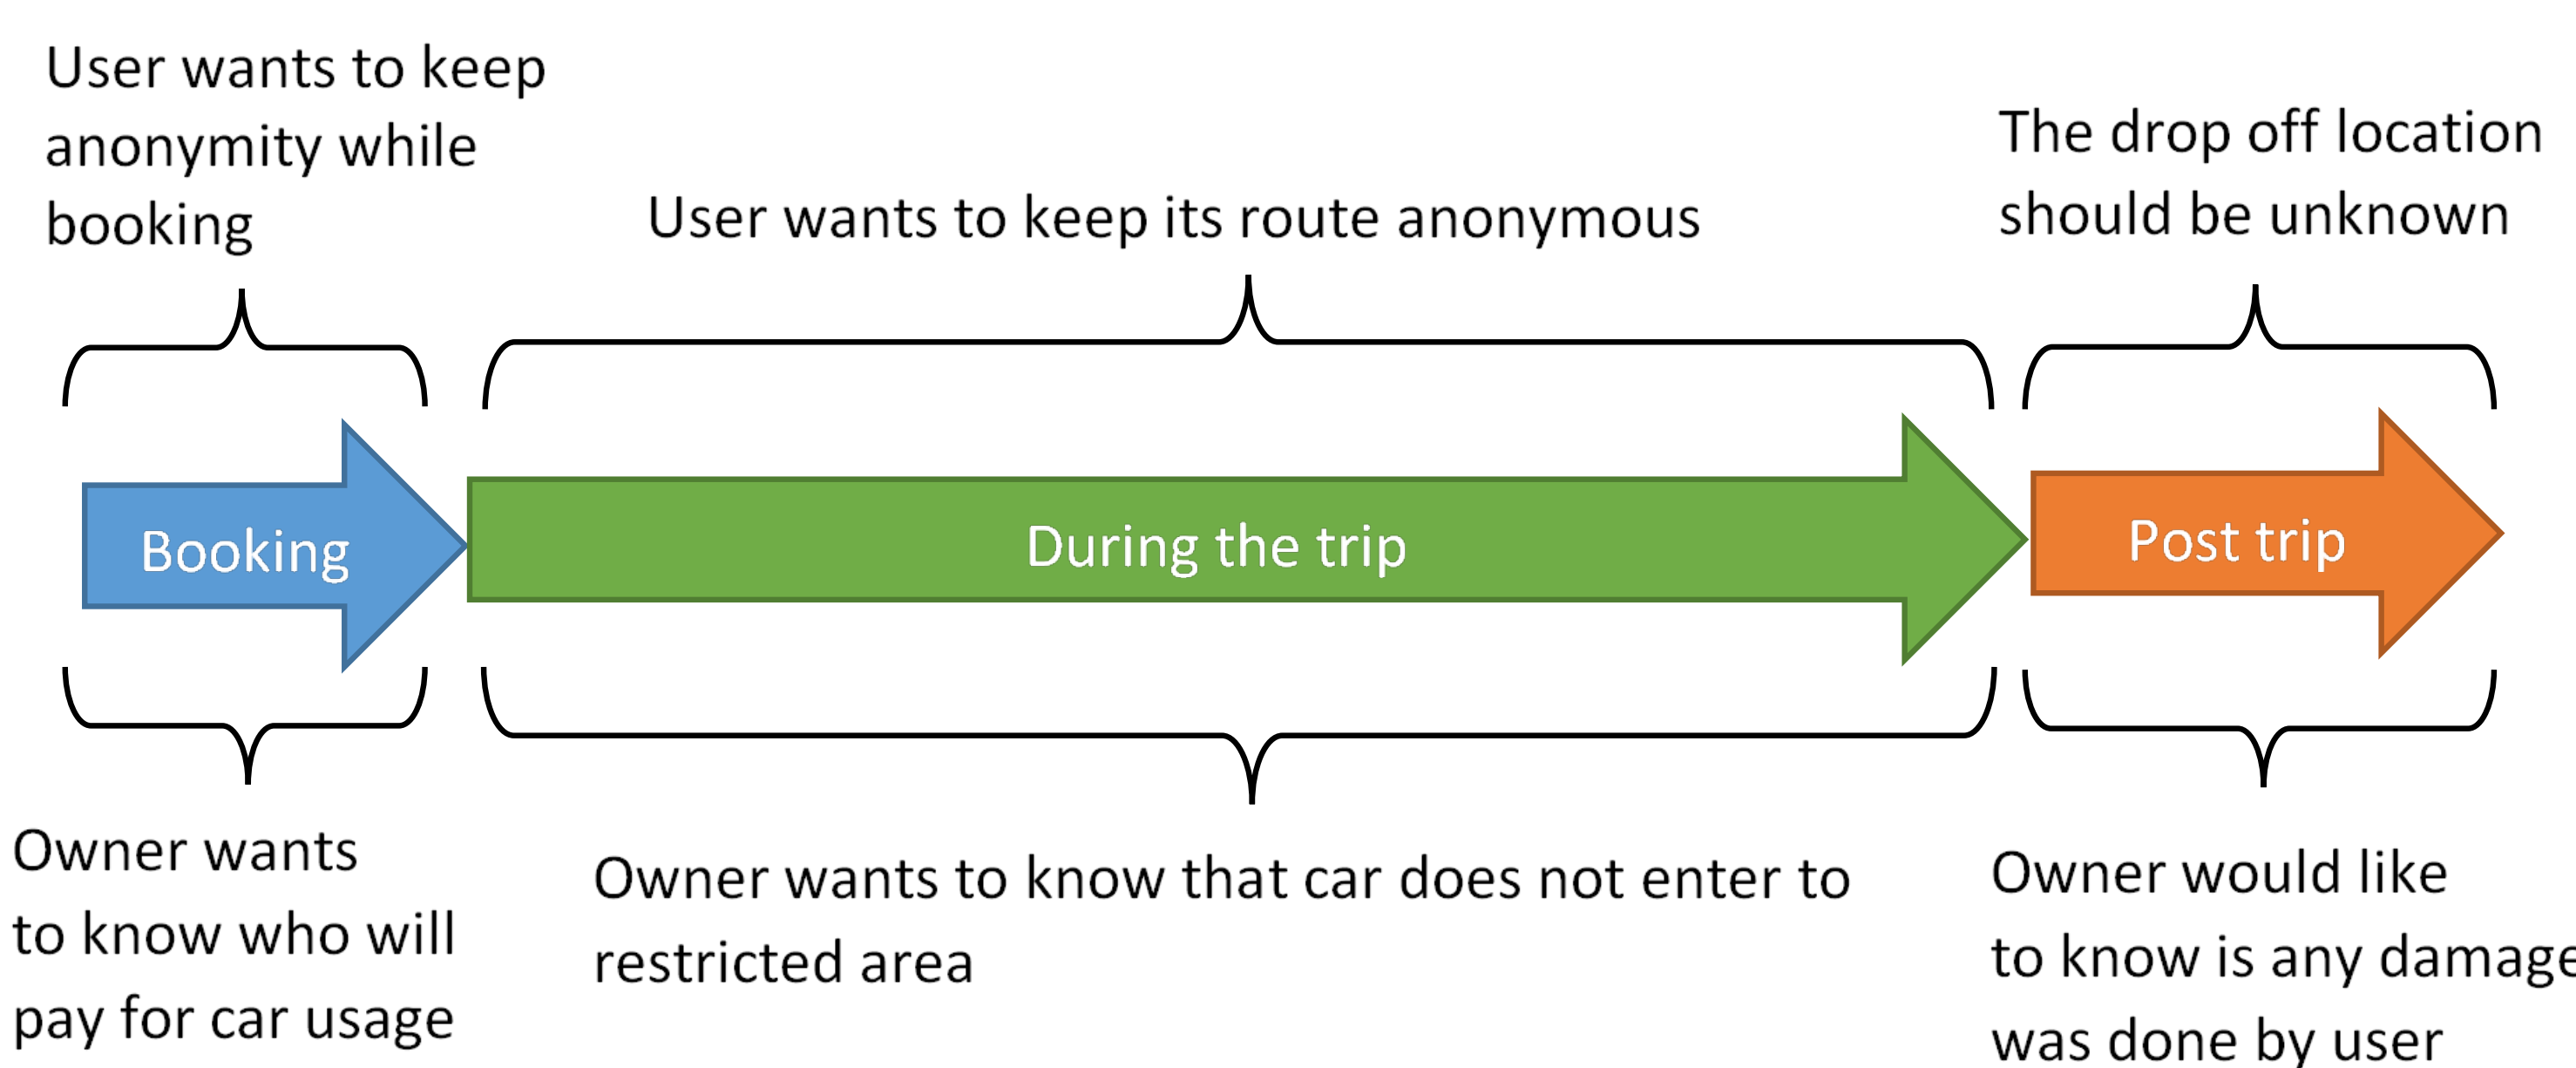 User wants to keep
anonymity while
booking
User wants to keep its route anonymous
The drop off location
should be unknown
Booking
During the trip
Post trip
Owner wants
to know who will
pay for car usage
Owner wants to know that car does not enter to
restricted area
Owner would like
to know is any damage
was done by user